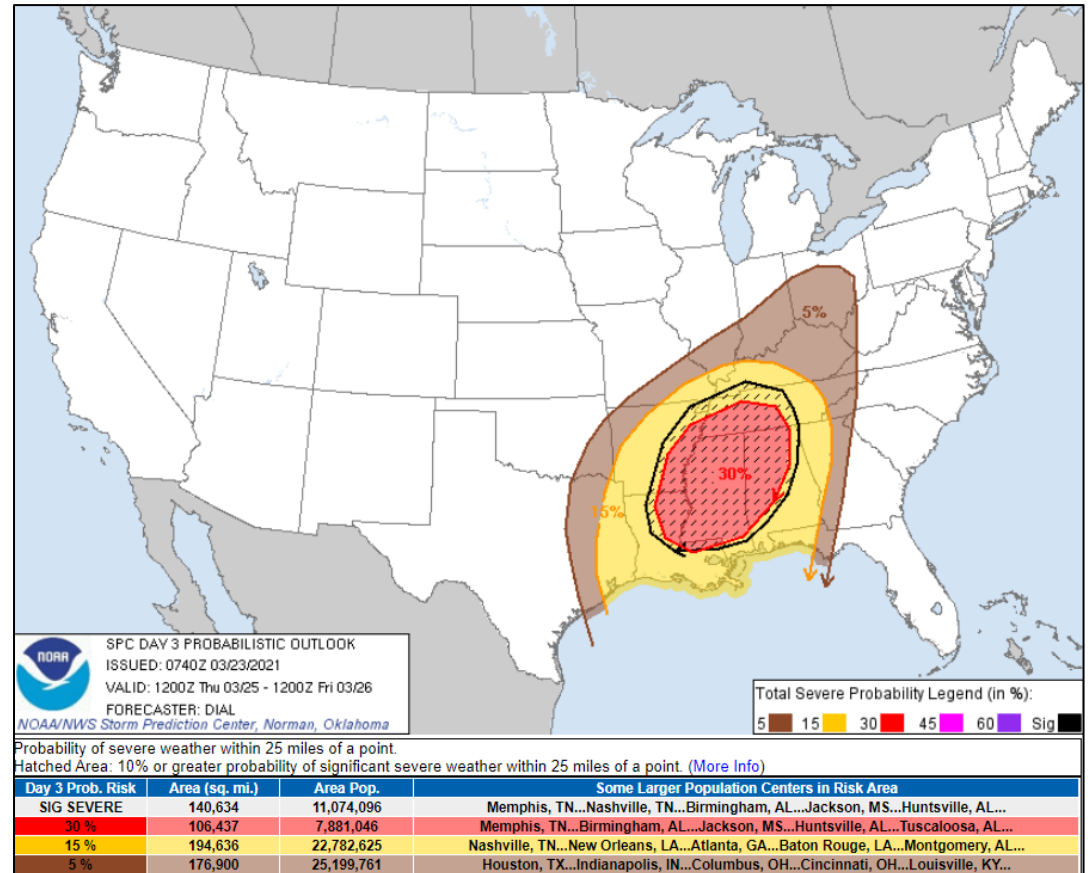 5%
30%
15%
NOAA
SPC DAY 3 PROBABILISTIC OUTLOOK
ISSUED: 0740Z 03/23/2021
VALID: 1200Z Thu 03/25 - 1200Z Fri 03/26
FORECASTER: DIAL
NOAA/NWS Storm Prediction Center, Norman, Oklahoma
Total Severe Probability Legend (in %):
5 15 30 45 60 Sig
Probability of severe weather within 25 miles of a point.
Hatched Area: 10% or greater probability of significant severe weather within 25 miles of a point. (More Info)
Day 3 Prob. Risk Area (sq. mi.) Area Pop. Some Larger Population Centers in Risk Area
SIG SEVERE 140,634 11,074,096 Memphis, TN...Nashville, TN...Birmingham, AL...Jackson, MS...Huntsville, AL...
30 % 106,437 7,881,046 Memphis, TN...Birmingham, AL...Jackson, MS...Huntsville, AL...Tuscaloosa, AL...
15 % 194,636 22,782,625 Nashville, TN...New Orleans, LA...Atlanta, GA...Baton Rouge, LA...Montgomery, AL...
5 % 176,900 25,199,761 Houston, TX...Indianapolis, IN...Columbus, OH...Cincinnati, OH...Louisville, KY...